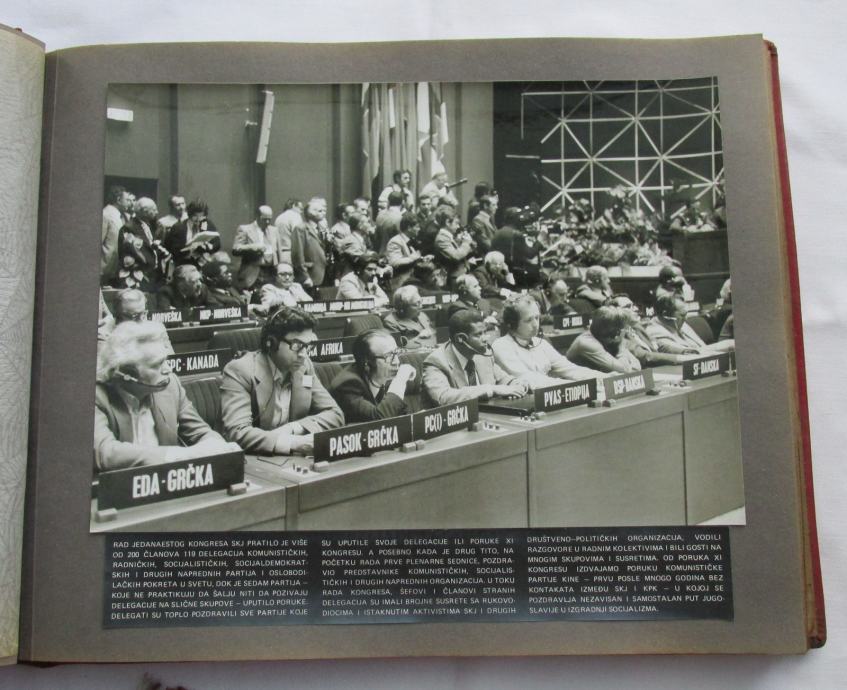 NORVEŠKA
NKP-NORVEŠKA
SPC-KANADA
AFRIKA
EDA-GRČKA
PASOK-GRČKA
PC(i)-GRČKA
PVAS-ETIOPIJA
DSP-DANSKA
SF-DANSKA
RAD JEDANAESTOG KONGRESA SKJ PRATILO JE VIŠE
OD 200 ČLANOVA 119 DELEGACIJA KOMUNISTIČKIH,
RADNIČKIH, SOCIJALISTIČKIH, SOCIJALDEMOKRAT-
SKIH I DRUGIH NAPREDNIH PARTIJA I OSLOBODI-
LAČKIH POKRETA U SVETU, DOK JE SEDAM PARTIJA –
KOJE NE PRAKTIKUJU DA ŠALJU NITI DA POZIVAJU
DELEGACIJE NA SLIČNE SKUPOVE – UPUTILO PORUKE.
DELEGATI SU TOPLO POZDRAVILI SVE PARTIJE KOJE
SU UPUTILE SVOJE DELEGACIJE ILI PORUKE XI
KONGRESU, A POSEBNO KADA JE DRUG TITO, NA
POČETKU RADA PRVE PLENARNE SEDNICE, POZDRA-
VIO PREDSTAVNIKE KOMUNISTIČKIH, SOCIJALIS-
TIČKIH I DRUGIH NAPREDNIH ORGANIZACIJA. U TOKU
RADA KONGRESA, ŠEFOVI I ČLANOVI STRANIH
DELEGACIJA SU IMALI BROJNE SUSRETE SA RUKOVO-
DIOCIMA I ISTAKNUTIM AKTIVISTIMA SKJ I DRUGIH
DRUŠTVENO-POLITIČKIH ORGANIZACIJA, VODILI
RAZGOVORE U RADNIM KOLEKTIVIMA I BILI GOSTI NA
MNOGIM SKUPOVIMA I SUSRETIMA. OD PORUKA XI
KONGRESU IZDVAJAMO PORUKU KOMUNISTIČKE
PARTIJE KINE – PRVU POSLE MNOGO GODINA BEZ
KONTAKATA IZMEĐU SKJ I KPK – U KOJOJ SE
POZDRAVLJA NEZAVISAN I SAMOSTALAN PUT JUGO-
SLAVIJE U IZGRADNJI SOCIJALIZMA.